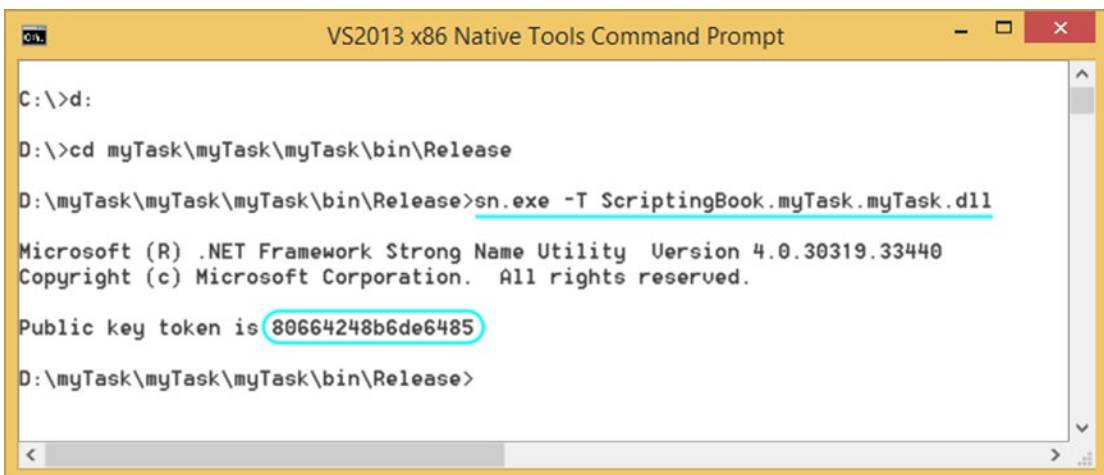 VS2013 x86 Native Tools Command Prompt
C:\>d:
D:\>cd myTask\myTask\myTask\bin\Release
D:\myTask\myTask\myTask\bin\Release>sn.exe -T ScriptingBook.myTask.myTask.dll
Microsoft (R) .NET Framework Strong Name Utility  Version 4.0.30319.33440
Copyright (c) Microsoft Corporation.  All rights reserved.
Public key token is 80664248b6de6485
D:\myTask\myTask\myTask\bin\Release>